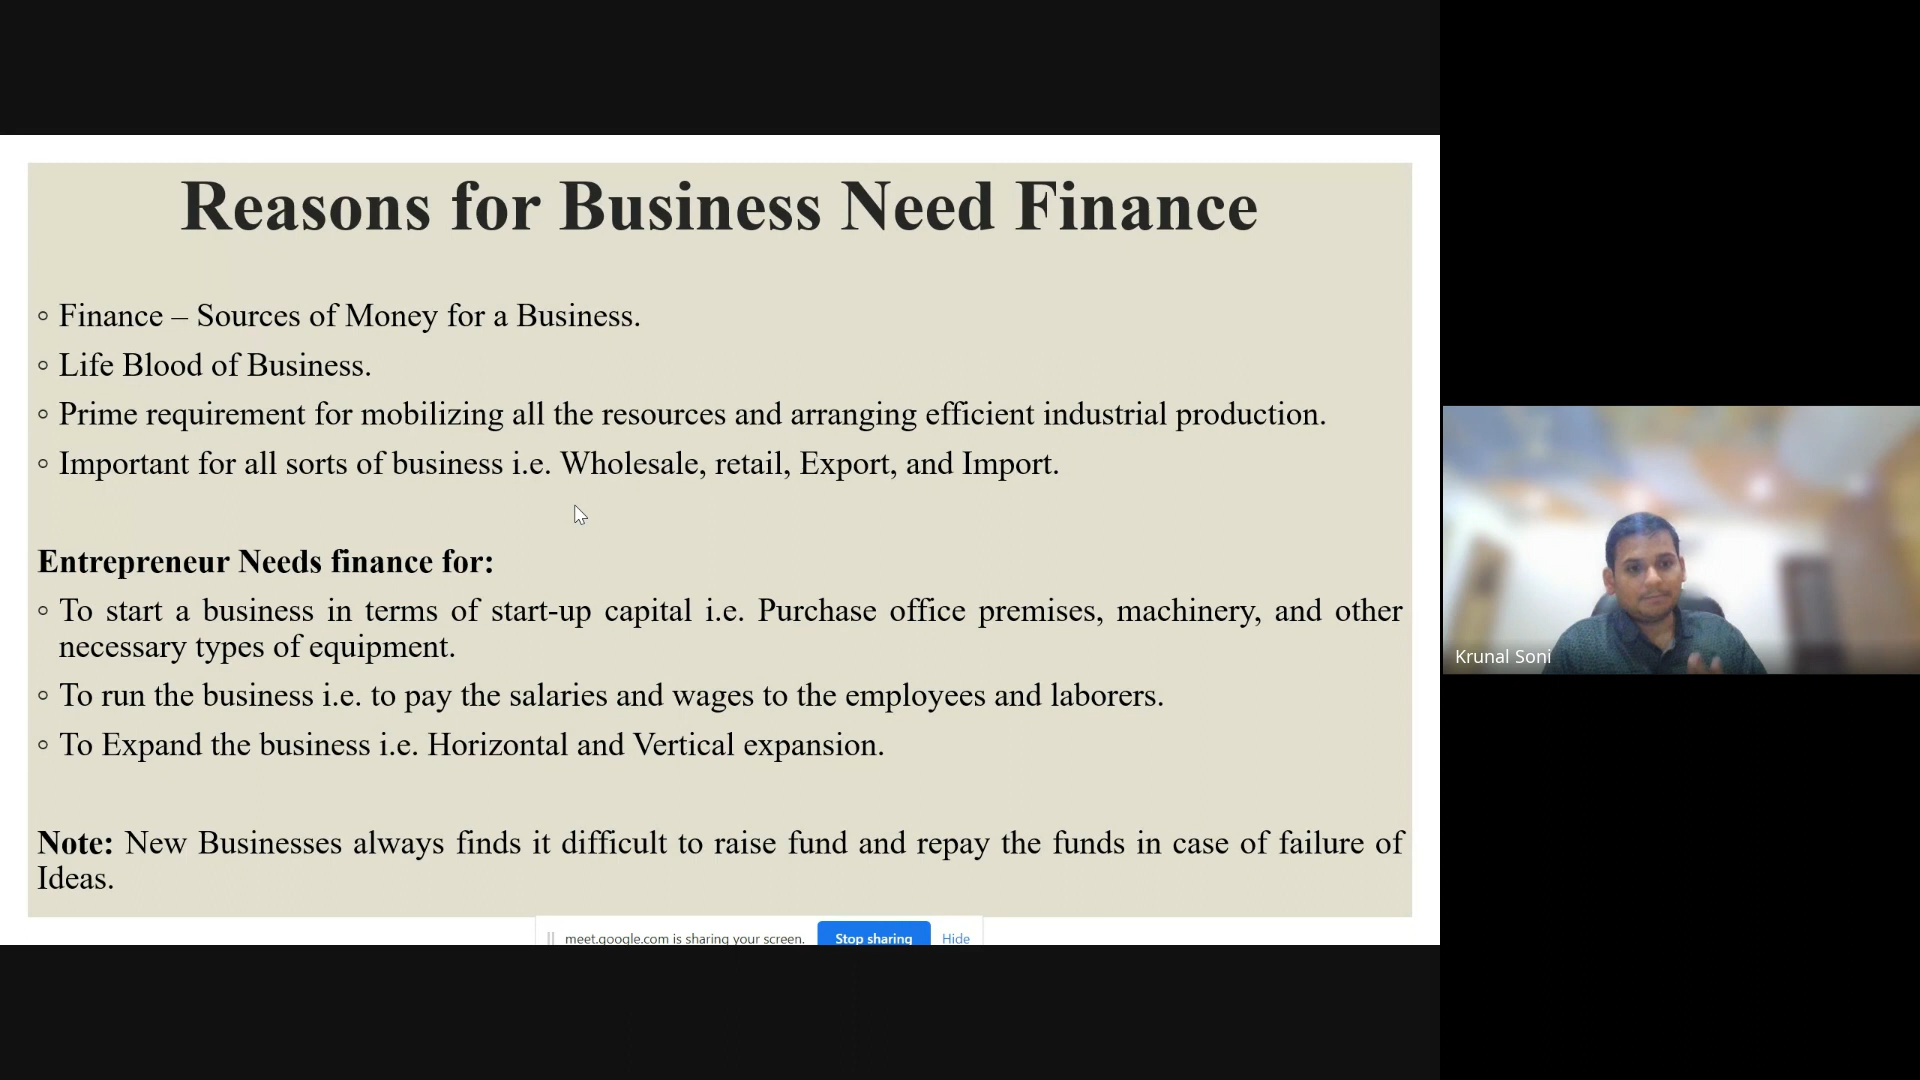 Reasons for Business Need Finance
◦ Finance – Sources of Money for a Business.
◦ Life Blood of Business.
◦ Prime requirement for mobilizing all the resources and arranging efficient industrial production.
◦ Important for all sorts of business i.e. Wholesale, retail, Export, and Import.
Entrepreneur Needs finance for:
◦ To start a business in terms of start-up capital i.e. Purchase office premises, machinery, and other
necessary types of equipment.
◦ To run the business i.e. to pay the salaries and wages to the employees and laborers.
◦ To Expand the business i.e. Horizontal and Vertical expansion.
Note: New Businesses always finds it difficult to raise fund and repay the funds in case of failure of
Ideas.
meet.google.com is sharing your screen. Stop sharing Hide
Krunal Soni